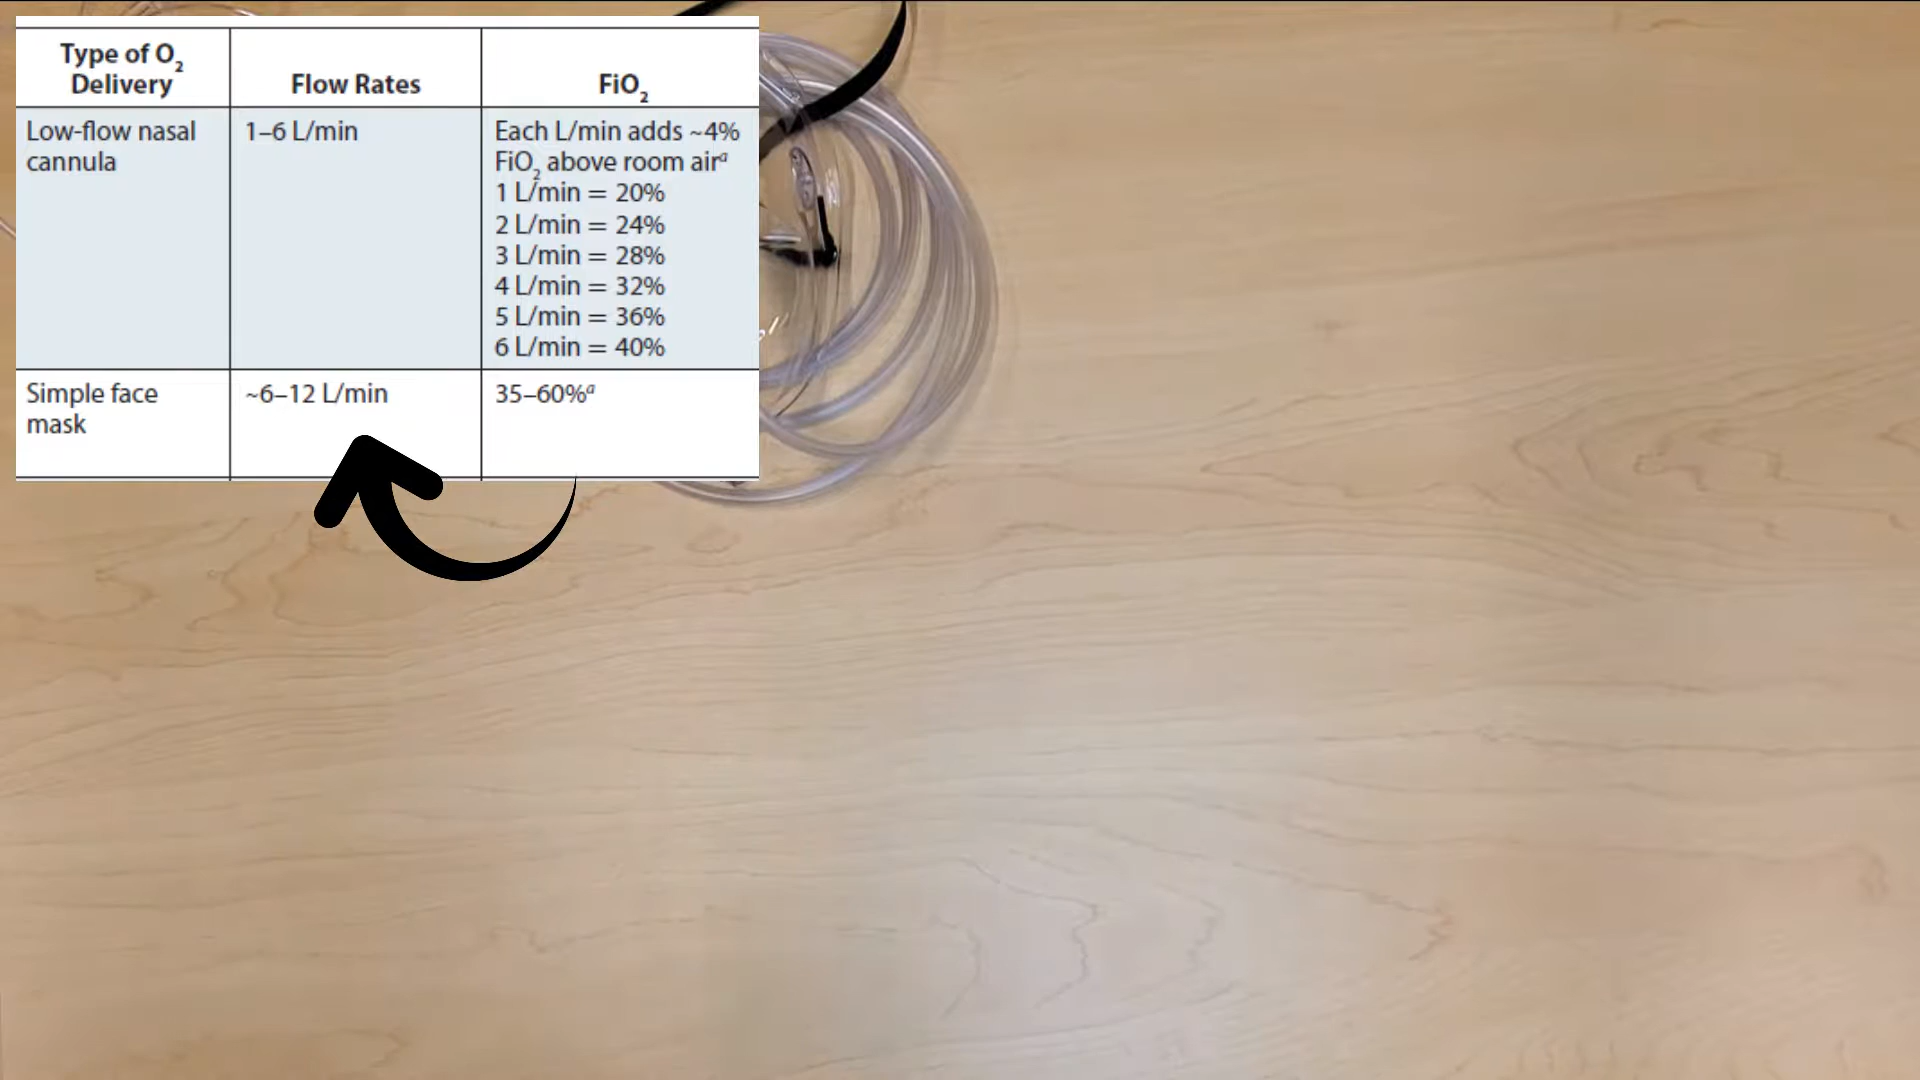 Type of O₂ Delivery
Flow Rates
FiO₂
Low-flow nasal cannula
1–6 L/min
Each L/min adds ~4%
FiO₂ above room airᵃ
1 L/min = 20%
2 L/min = 24%
3 L/min = 28%
4 L/min = 32%
5 L/min = 36%
6 L/min = 40%
Simple face mask
~6–12 L/min
35–60%ᵃ